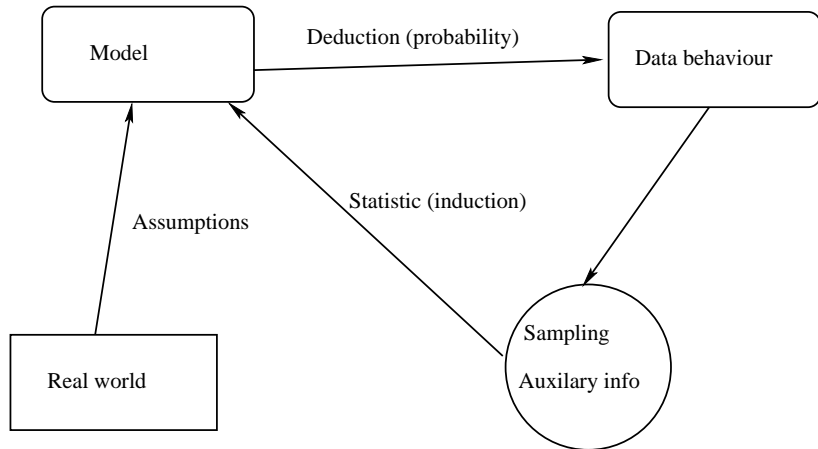 Deduction (probability)
Model
Data behaviour
Statistic (induction)
Assumptions
Sampling
Real world
Auxilary info